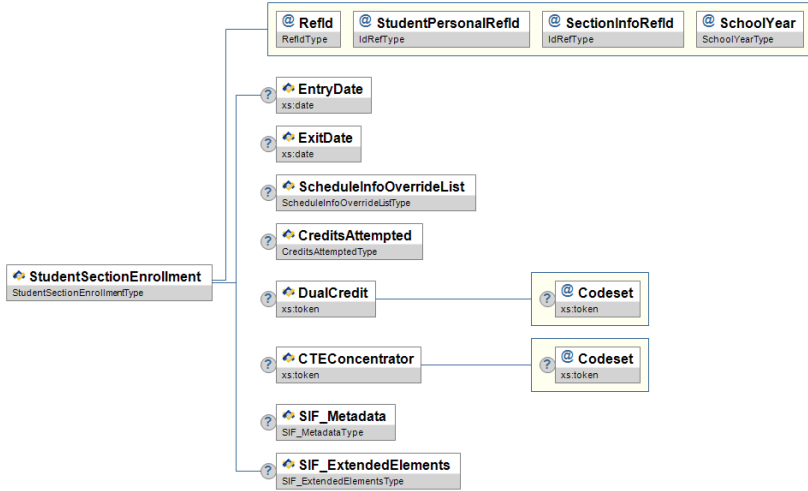 @ RefId
RefIdType
@ StudentPersonalRefId
IdRefType
@ SectionInfoRefId
IdRefType
@ SchoolYear
SchoolYearType
? EntryDate
xs:date
? ExitDate
xs:date
? ScheduleInfoOverrideList
ScheduleInfoOverrideListType
? CreditsAttempted
CreditsAttemptedType
StudentSectionEnrollment
StudentSectionEnrollmentType
? DualCredit
xs:token
? @ Codeset
xs:token
? CTEConcentrator
xs:token
? @ Codeset
xs:token
? SIF_Metadata
SIF_MetadataType
? SIF_ExtendedElements
SIF_ExtendedElementsType